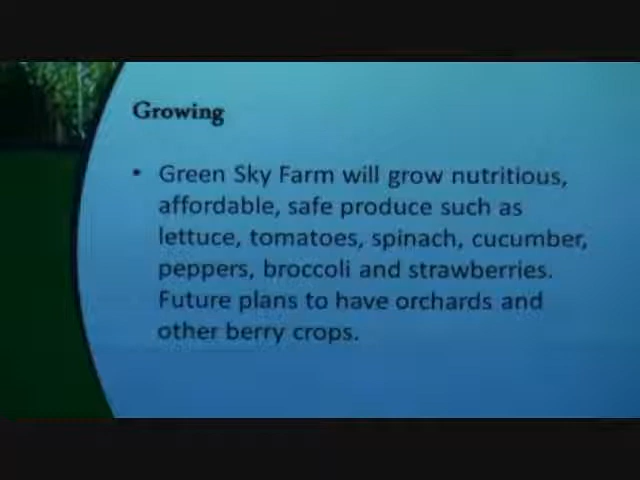 Growing
• Green Sky Farm will grow nutritious,
affordable, safe produce such as
lettuce, tomatoes, spinach, cucumber,
peppers, broccoli and strawberries.
Future plans to have orchards and
other berry crops.